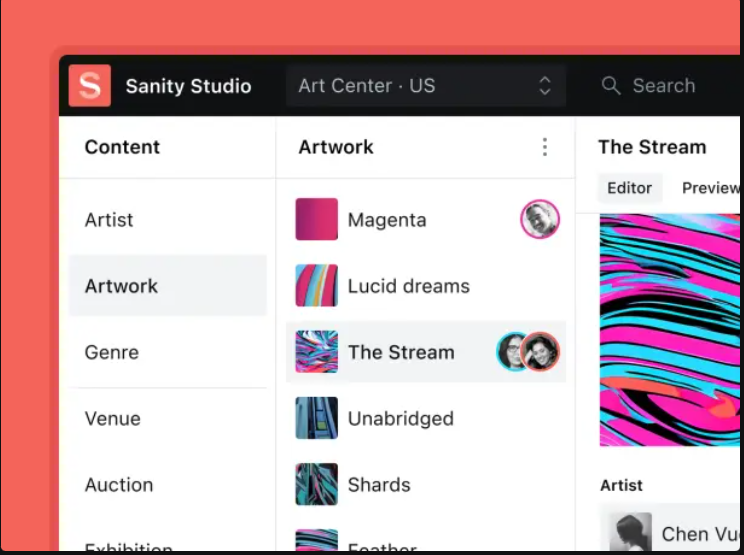 S Sanity Studio
Art Center · US
Search
Content
Artist
Artwork
Genre
Venue
Auction
Exhibition
Artwork
Magenta
Lucid dreams
The Stream
Unabridged
Shards
Feather
The Stream
Editor Preview
Artist
Chen